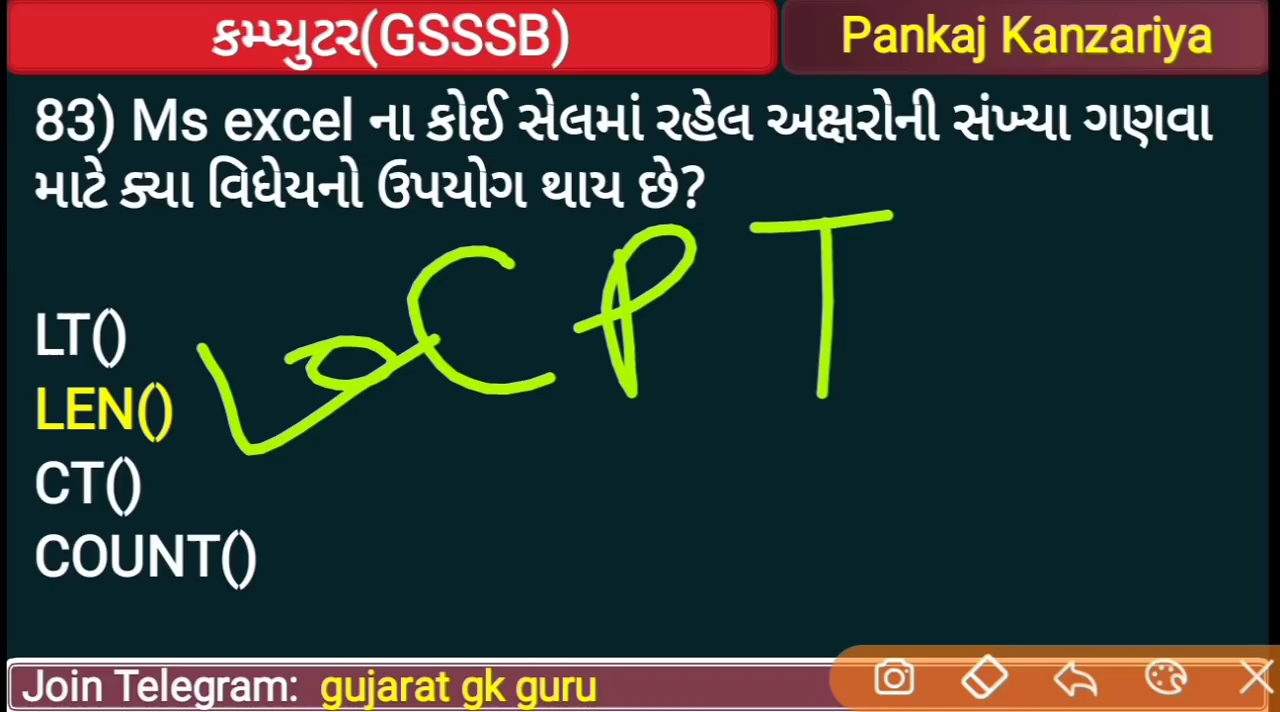 કમ્પ્યુટર(GSSSB)
Pankaj Kanzariya
83) Ms excel ના કોઈ સેલમાં રહેલ અક્ષરોની સંખ્યા ગણવા
માટે ક્યા વિધેયનો ઉપયોગ થાય છે?
CPT
LT()
LEN()
CT()
COUNT()
Join Telegram: gujarat gk guru